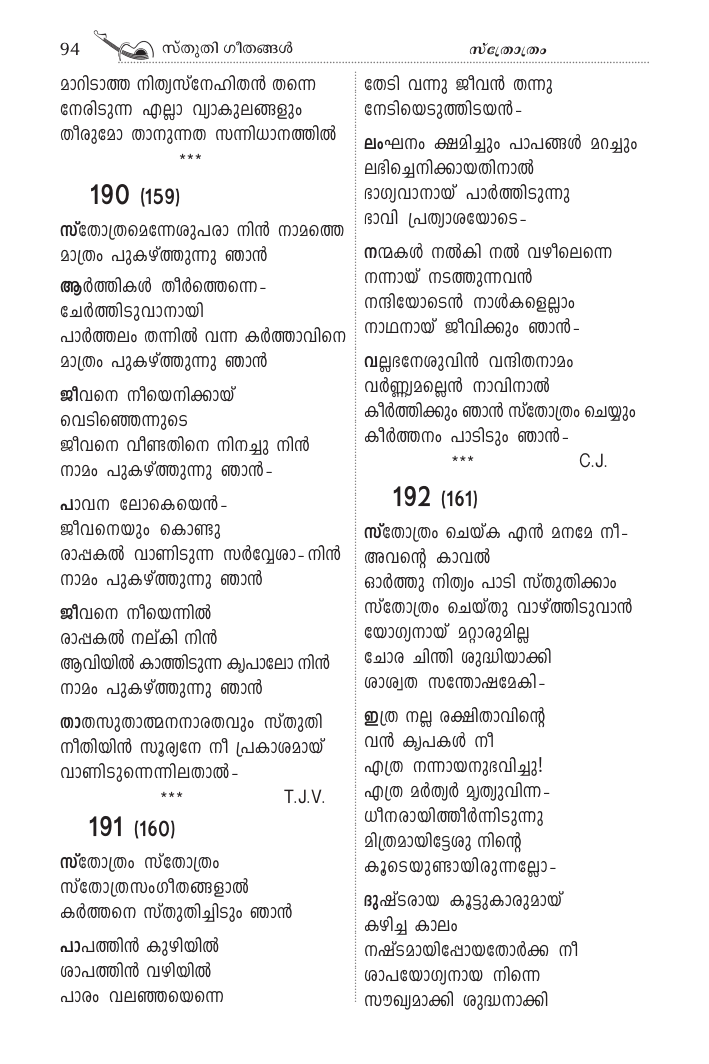 94 സ്തുതി ഗീതങ്ങൾ സ്തോത്രം
മാറിടാത്ത നിത്യസ്നേഹിതൻ തന്നെ
നേരിടുന്ന എല്ലാ വ്യാകുലങ്ങളും
തീരുമോ താനുന്നത സന്നിധാനത്തിൽ
***
190 (159)
സ്തോത്രമെന്നേശുപരാ നിൻ നാമത്തെ
മാത്രം പുകഴ്ത്തുന്നു ഞാൻ
ആർത്തികൾ തീർത്തെന്നെ-
ചേർത്തിടുവാനായി
പാർത്തലം തന്നിൽ വന്ന കർത്താവിനെ
മാത്രം പുകഴ്ത്തുന്നു ഞാൻ
ജീവനെ നീയെനിക്കായ്
വെടിഞ്ഞെന്നുടെ
ജീവനെ വീണ്ടതിനെ നിനച്ചു നിൻ
നാമം പുകഴ്ത്തുന്നു ഞാൻ-
പാവന ലോകെയെൻ-
ജീവനെയും കൊണ്ടു
രാപ്പകൽ വാണിടുന്ന സർവ്വേശാ-നിൻ
നാമം പുകഴ്ത്തുന്നു ഞാൻ
ജീവനെ നീയെന്നിൽ
രാപ്പകൽ നല്കി നിൻ
ആവിയിൽ കാത്തിടുന്ന കൃപാലോ നിൻ
നാമം പുകഴ്ത്തുന്നു ഞാൻ
താതസുതാത്മനനാരതവും സ്തുതി
നീതിയിൻ സൂര്യനേ നീ പ്രകാശമായ്
വാണിടുന്നെന്നിലതാൽ-
*** T.J.V.
191 (160)
സ്തോത്രം സ്തോത്രം
സ്തോത്രസംഗീതങ്ങളാൽ
കർത്തനെ സ്തുതിച്ചിടും ഞാൻ
പാപത്തിൻ കുഴിയിൽ
ശാപത്തിൻ വഴിയിൽ
പാരം വലഞ്ഞയെന്നെ
തേടി വന്നു ജീവൻ തന്നു
നേടിയെടുത്തിടയൻ-
ലംഘനം ക്ഷമിച്ചും പാപങ്ങൾ മറച്ചും
ലഭിച്ചെനിക്കായതിനാൽ
ഭാഗ്യവാനായ് പാർത്തിടുന്നു
ഭാവി പ്രത്യാശയോടെ-
നന്മകൾ നൽകി നൽ വഴീലെന്നെ
നന്നായ് നടത്തുന്നവൻ
നന്ദിയോടെൻ നാൾകളെല്ലാം
നാഥനായ് ജീവിക്കും ഞാൻ-
വല്ലഭനേശുവിൻ വന്ദിതനാമം
വർണ്ണ്യമല്ലെൻ നാവിനാൽ
കീർത്തിക്കും ഞാൻ സ്തോത്രം ചെയ്യും
കീർത്തനം പാടിടും ഞാൻ-
*** C.J.
192 (161)
സ്തോത്രം ചെയ്ക എൻ മനമേ നീ-
അവന്റെ കാവൽ
ഓർത്തു നിത്യം പാടി സ്തുതിക്കാം
സ്തോത്രം ചെയ്തു വാഴ്ത്തിടുവാൻ
യോഗ്യനായ് മറ്റാരുമില്ല
ചോര ചിന്തി ശുദ്ധിയാക്കി
ശാശ്വത സന്തോഷമേകി-
ഇത്ര നല്ല രക്ഷിതാവിന്റെ
വൻ കൃപകൾ നീ
എത്ര നന്നായനുഭവിച്ചു!
എത്ര മർത്യർ മൃത്യുവിന്ന-
ധീനരായിത്തീർന്നിടുന്നു
മിത്രമായിട്ടേശു നിന്റെ
കൂടെയുണ്ടായിരുന്നല്ലോ-
ദുഷ്ടരായ കൂട്ടുകാരുമായ്
കഴിച്ച കാലം
നഷ്ടമായിപ്പോയതോർക്ക നീ
ശാപയോഗ്യനായ നിന്നെ
സൗഖ്യമാക്കി ശുദ്ധനാക്കി